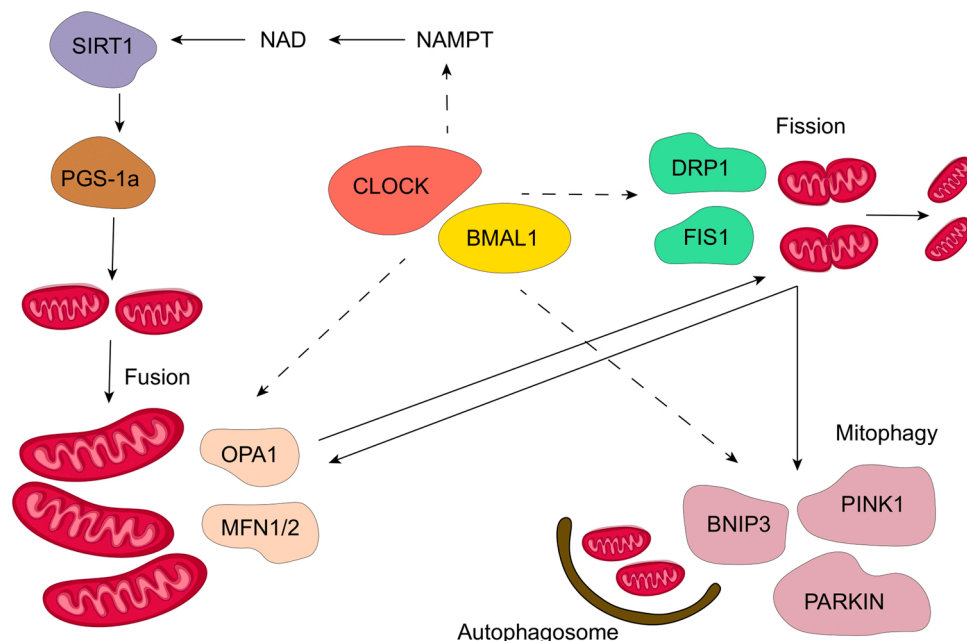 SIRT1
NAD
NAMPT
Fission
PGS-1a
CLOCK
DRP1
BMAL1
FIS1
Fusion
OPA1
Mitophagy
MFN1/2
BNIP3
PINK1
PARKIN
Autophagosome